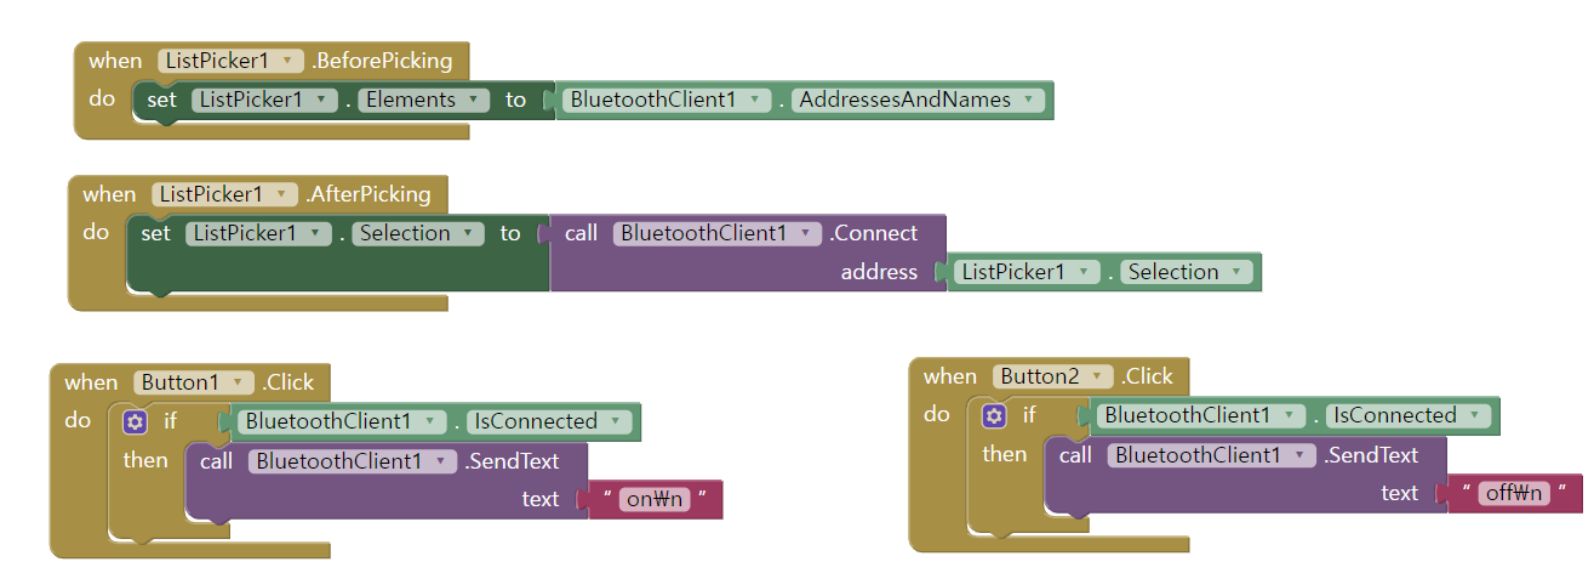 when ListPicker1 .BeforePicking
do set ListPicker1 . Elements to BluetoothClient1 . AddressesAndNames
when ListPicker1 .AfterPicking
do set ListPicker1 . Selection to call BluetoothClient1 .Connect
address ListPicker1 . Selection
when Button1 .Click
do if BluetoothClient1 . IsConnected
then call BluetoothClient1 .SendText
text " on₩n "
when Button2 .Click
do if BluetoothClient1 . IsConnected
then call BluetoothClient1 .SendText
text " off₩n "